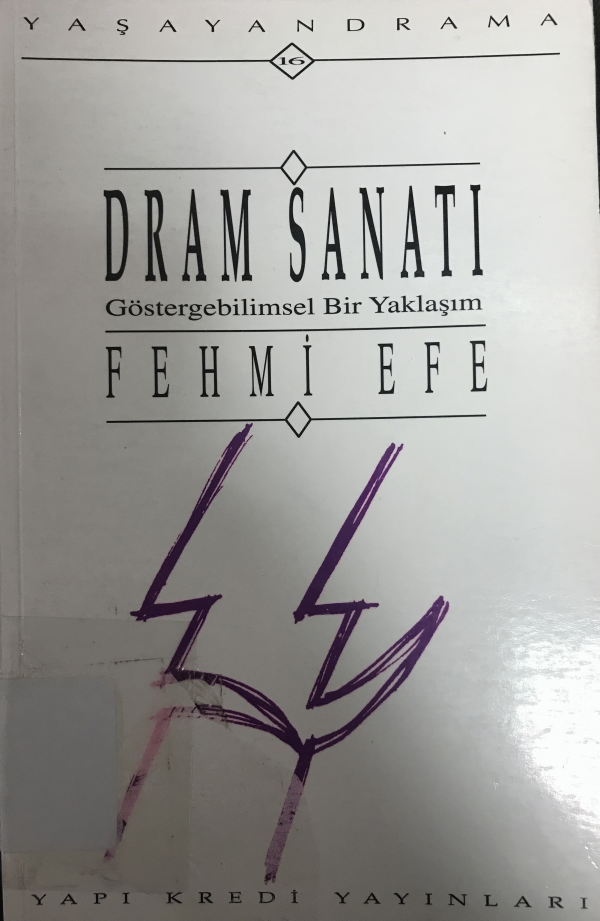 YAŞAYANDRAMA
16
DRAM SANATI
Göstergebilimsel Bir Yaklaşım
FEHMİ EFE
YAPI KREDİ YAYINLARI